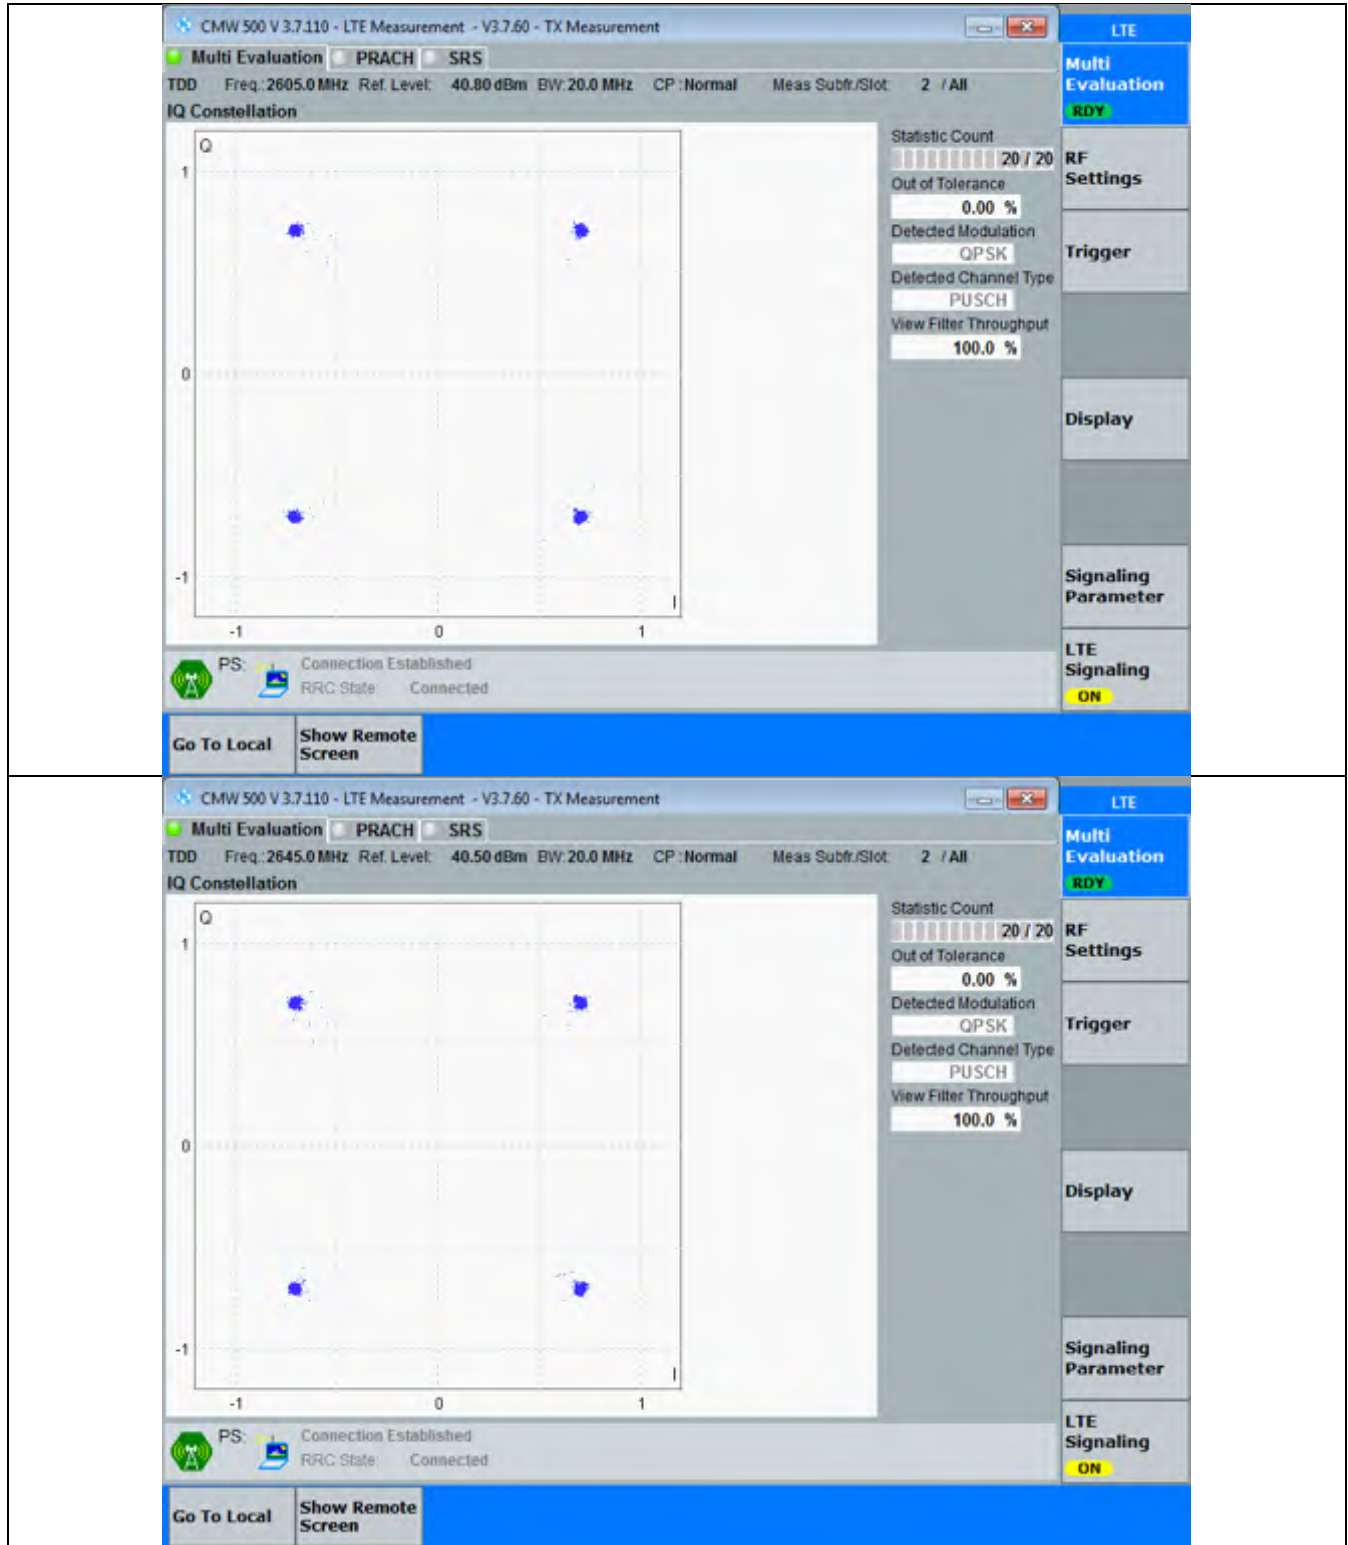 CMW 500 V 3.7.110 - LTE Measurement - V3.7.60 - TX Measurement
LTE
Multi Evaluation PRACH SRS
TDD Freq.:2605.0 MHz Ref. Level: 40.80 dBm BW:20.0 MHz CP :Normal Meas Subfr./Slot: 2 / All
IQ Constellation
Q
1
0
-1
-1 0 1
I
Statistic Count
20 / 20
Out of Tolerance
0.00 %
Detected Modulation
QPSK
Detected Channel Type
PUSCH
View Filter Throughput
100.0 %
Multi
Evaluation
RDY
RF
Settings
Trigger
Display
Signaling
Parameter
LTE
Signaling
ON
PS: Connection Established
RRC State: Connected
Go To Local
Show Remote
Screen
CMW 500 V 3.7.110 - LTE Measurement - V3.7.60 - TX Measurement
LTE
Multi Evaluation PRACH SRS
TDD Freq.:2645.0 MHz Ref. Level: 40.50 dBm BW:20.0 MHz CP :Normal Meas Subfr./Slot: 2 / All
IQ Constellation
Q
1
0
-1
-1 0 1
I
Statistic Count
20 / 20
Out of Tolerance
0.00 %
Detected Modulation
QPSK
Detected Channel Type
PUSCH
View Filter Throughput
100.0 %
Multi
Evaluation
RDY
RF
Settings
Trigger
Display
Signaling
Parameter
LTE
Signaling
ON
PS: Connection Established
RRC State: Connected
Go To Local
Show Remote
Screen